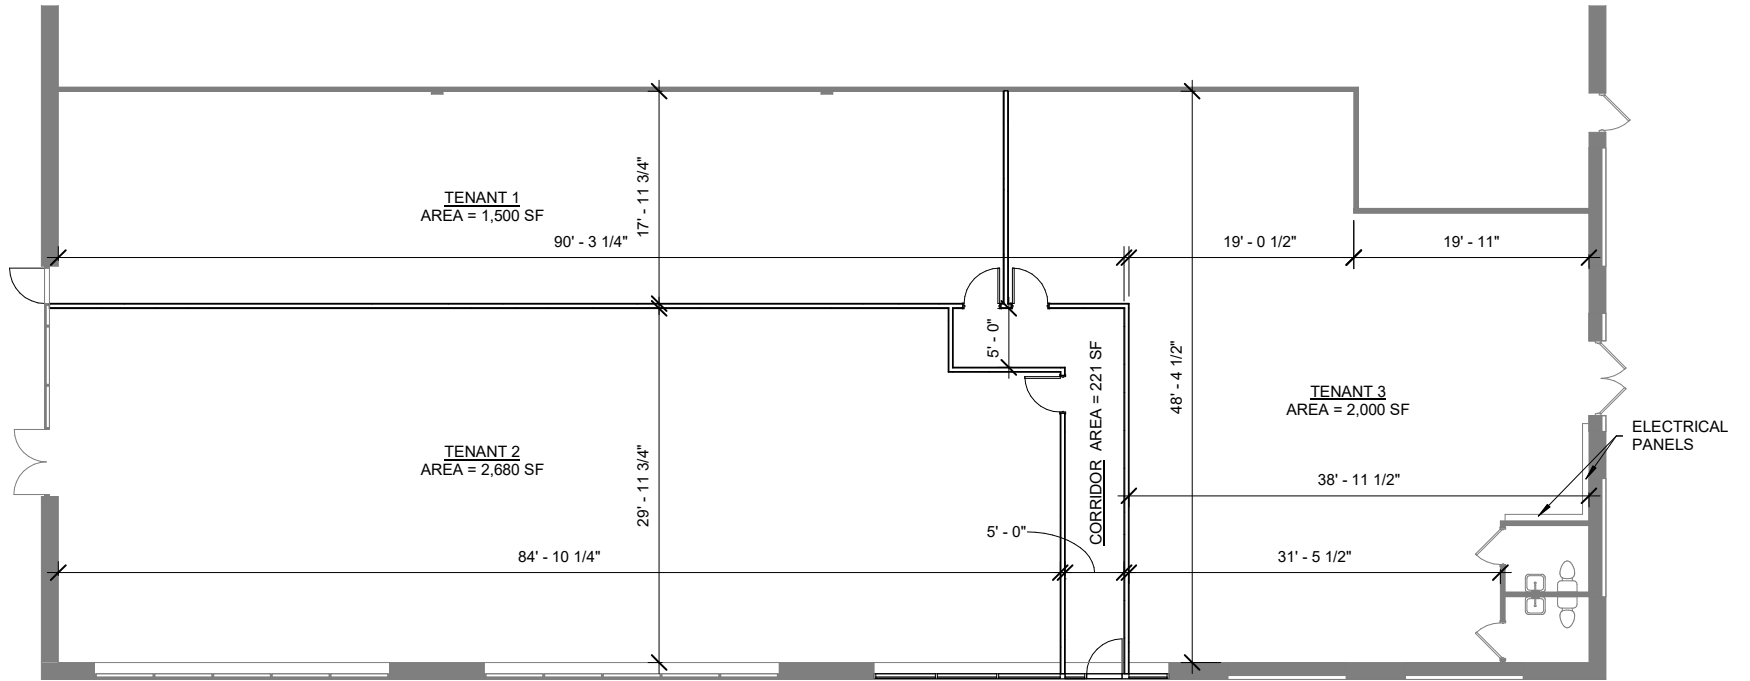 TENANT 1
AREA = 1,500 SF
17' - 11 3/4"
90' - 3 1/4"
19' - 0 1/2"
19' - 11"
5' - 0"
CORRIDOR AREA = 221 SF
48' - 4 1/2"
TENANT 3
AREA = 2,000 SF
ELECTRICAL
PANELS
TENANT 2
AREA = 2,680 SF
29' - 11 3/4"
38' - 11 1/2"
5' - 0"
84' - 10 1/4"
31' - 5 1/2"